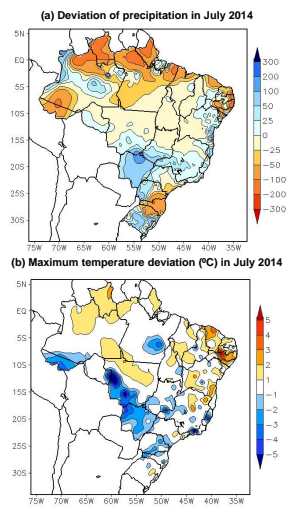 (a) Deviation of precipitation in July 2014
5N
EQ
5S
10S
15S
20S
25S
30S
75W 70W 65W 60W 55W 50W 45W 40W 35W
300
200
100
50
25
0
−25
−50
−100
−200
−300
(b) Maximum temperature deviation (ºC) in July 2014
5N
EQ
5S
10S
15S
20S
25S
30S
75W 70W 65W 60W 55W 50W 45W 40W 35W
5
4
3
2
1
−1
−2
−3
−4
−5